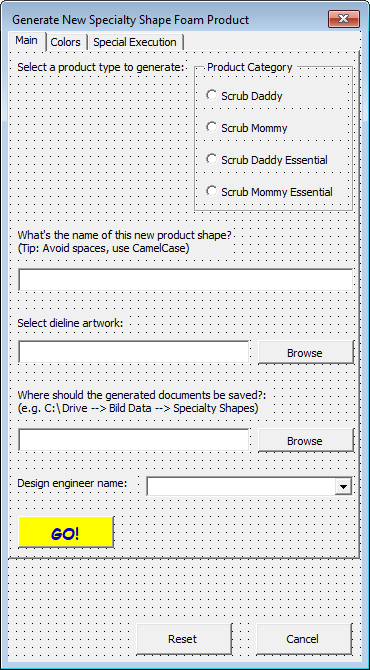 Generate New Specialty Shape Foam Product
Main Colors Special Execution
Select a product type to generate:
Product Category
Scrub Daddy
Scrub Mommy
Scrub Daddy Essential
Scrub Mommy Essential
What's the name of this new product shape?
(Tip: Avoid spaces, use CamelCase)
Select dieline artwork:
Browse
Where should the generated documents be saved?:
(e.g. C:\Drive --> Bild Data --> Specialty Shapes)
Browse
Design engineer name:
GO!
Reset Cancel